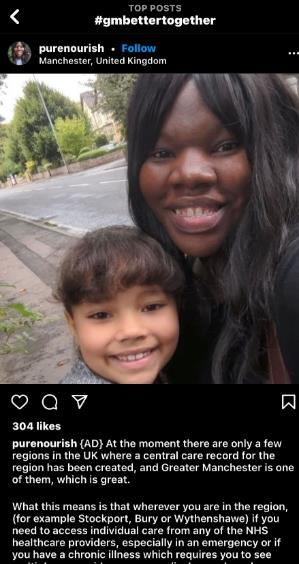 TOP POSTS
#gmbettertogether
purenourish • Follow
Manchester, United Kingdom
304 likes
purenourish {AD} At the moment there are only a few
regions in the UK where a central care record for the
region has been created, and Greater Manchester is one
of them, which is great.
What this means is that wherever you are in the region,
(for example Stockport, Bury or Wythenshawe) if you
need to access individual care from any of the NHS
healthcare providers, especially in an emergency or if
you have a chronic illness which requires you to see